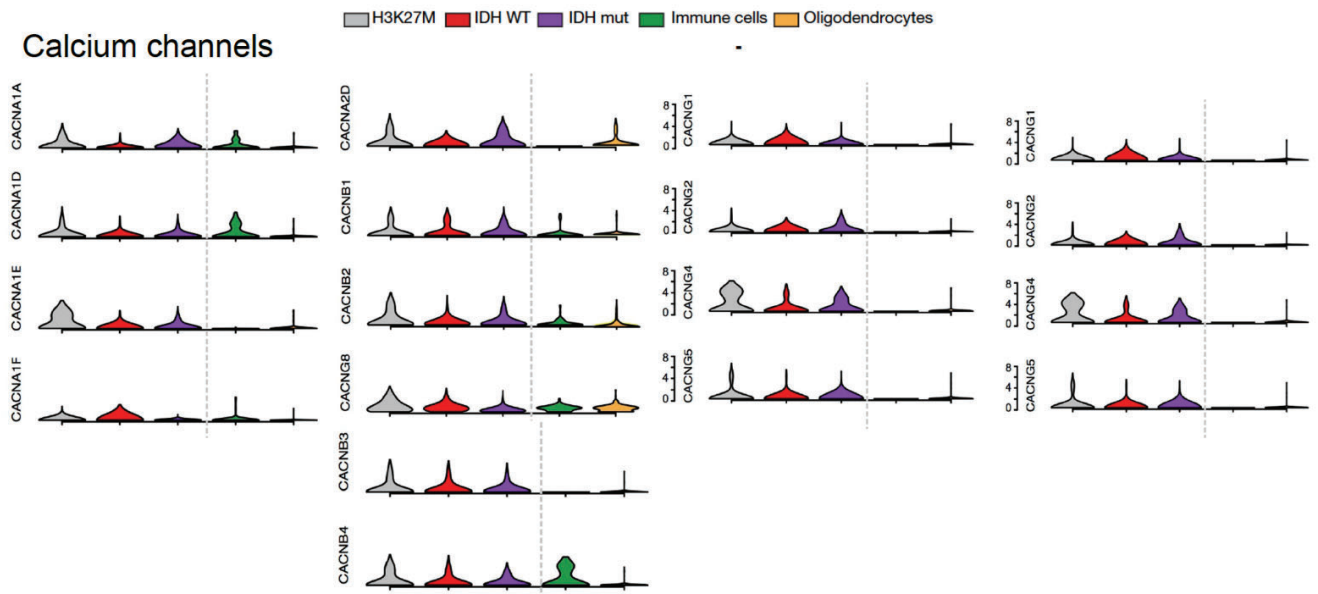 H3K27M IDH WT IDH mut Immune cells Oligodendrocytes
Calcium channels
-
CACNA1A
CACNA1D
CACNA1E
CACNA1F
CACNA2D
CACNB1
CACNB2
CACNG8
CACNB3
CACNB4
8
4
0
CACNG1
8
4
0
CACNG2
8
4
0
CACNG4
8
4
0
CACNG5
8
4
0
CACNG1
8
4
0
CACNG2
8
4
0
CACNG4
8
4
0
CACNG5